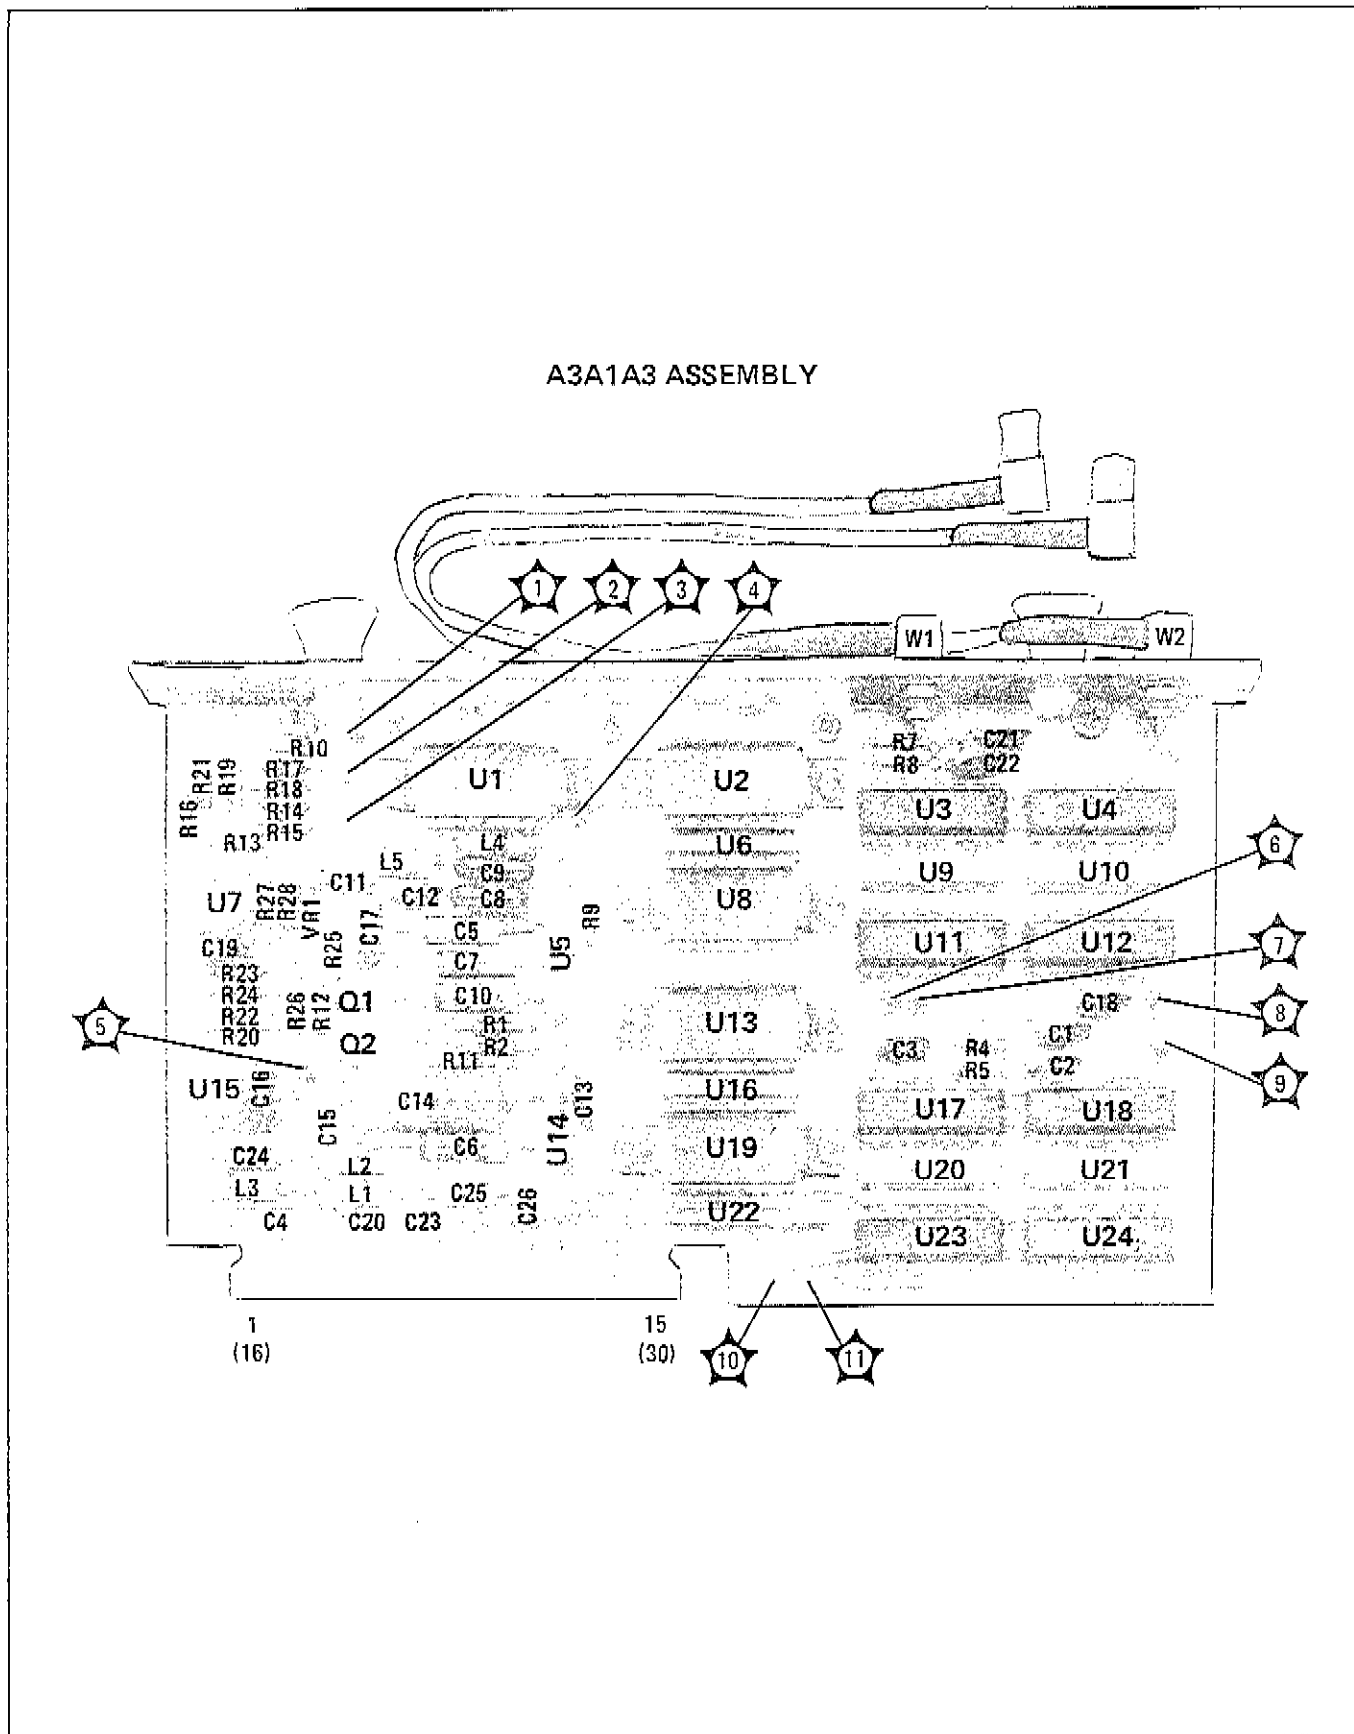 A3A1A3 ASSEMBLY
1 2 3 4
W1 W2
R10
R7 C21
R21 R19 R17 U1 U2 R8 C22
R18
R16 R14 U3 U4
R15
R13 L4 U6 6
L5 C9 U9 U10
C11 C12 C8 U8
U7 R27 R28 VR1 C17 R9
C5
R25 U5 U11 U12 7
C19 C7
R23
R24 R26 R12 Q1 C10 C18 8
R22 R1 U13
5 R20 Q2 R2 C3 R4 C1
R11 R5 C2 9
U15 C16 C14 C13 U16 U17 U18
C15 C6 U14 U19
C24 L2 U20 U21
L3 L1 C25 C26 U22
C4 C20 C23 U23 U24
1 15
(16) (30) 10 11